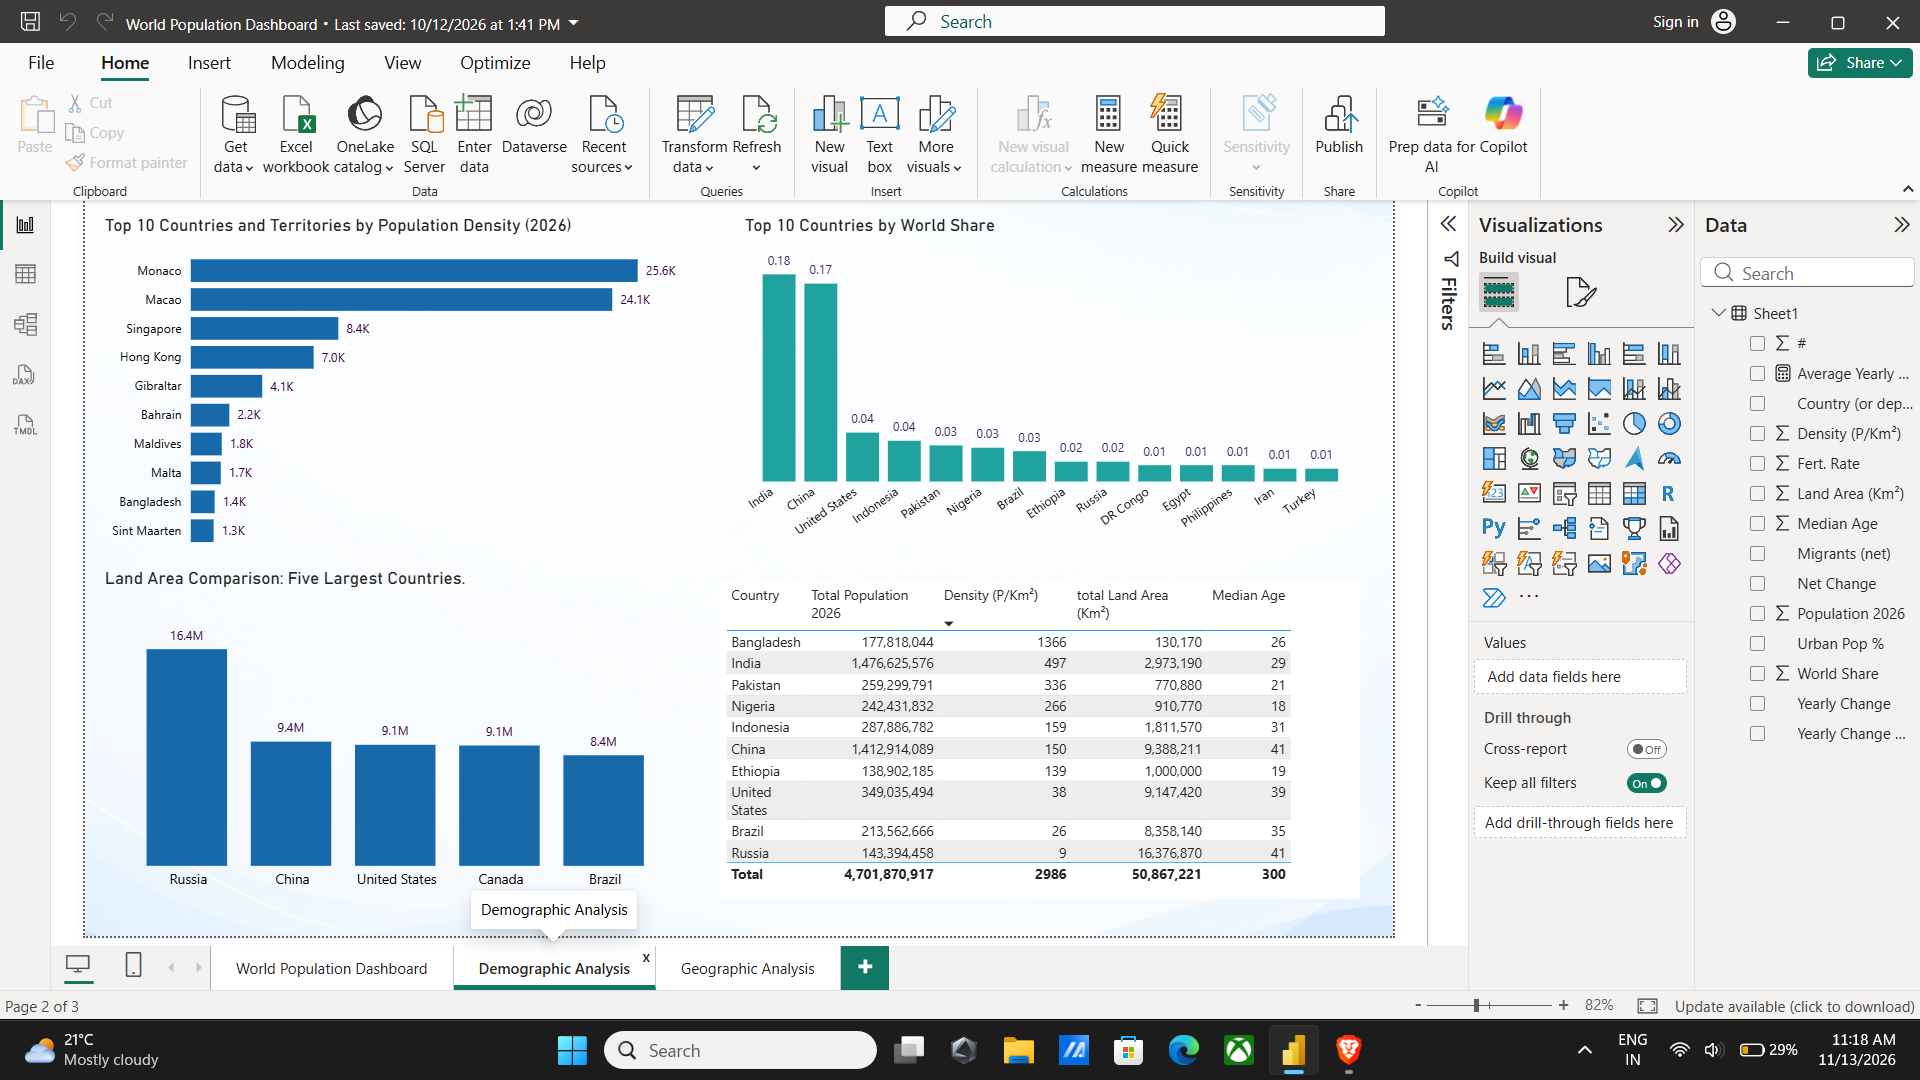 World Population Dashboard • Last saved: 10/12/2026 at 1:41 PM
Search
Sign in
File Home Insert Modeling View Optimize Help
Share
Paste
Cut
Copy
Format painter
Clipboard
Get data
Excel workbook
OneLake catalog
SQL Server
Enter data
Dataverse
Recent sources
Data
Transform data
Refresh
Queries
New visual
Text box
More visuals
Insert
New visual calculation
New measure
Quick measure
Calculations
Sensitivity
Sensitivity
Publish
Share
Prep data for AI
Copilot
Copilot
Top 10 Countries and Territories by Population Density (2026)
Monaco 25.6K
Macao 24.1K
Singapore 8.4K
Hong Kong 7.0K
Gibraltar 4.1K
Bahrain 2.2K
Maldives 1.8K
Malta 1.7K
Bangladesh 1.4K
Sint Maarten 1.3K
Top 10 Countries by World Share
0.18 0.17 0.04 0.04 0.03 0.03 0.03 0.02 0.02 0.01 0.01 0.01 0.01 0.01
India China United States Indonesia Pakistan Nigeria Brazil Ethiopia Russia DR Congo Egypt Philippines Iran Turkey
Land Area Comparison: Five Largest Countries.
16.4M 9.4M 9.1M 9.1M 8.4M
Russia China United States Canada Brazil
Country Total Population 2026 Density (P/Km²) total Land Area (Km²) Median Age
Bangladesh 177,818,044 1366 130,170 26
India 1,476,625,576 497 2,973,190 29
Pakistan 259,299,791 336 770,880 21
Nigeria 242,431,832 266 910,770 18
Indonesia 287,886,782 159 1,811,570 31
China 1,412,914,089 150 9,388,211 41
Ethiopia 138,902,185 139 1,000,000 19
United States 349,035,494 38 9,147,420 39
Brazil 213,562,666 26 8,358,140 35
Russia 143,394,458 9 16,376,870 41
Total 4,701,870,917 2986 50,867,221 300
Demographic Analysis
Filters
Visualizations
Build visual
123
R
Py
...
Values
Add data fields here
Drill through
Cross-report Off
Keep all filters On
Add drill-through fields here
Data
Search
Sheet1
#
Average Yearly ...
Country (or dep...
Density (P/Km²)
Fert. Rate
Land Area (Km²)
Median Age
Migrants (net)
Net Change
Population 2026
Urban Pop %
World Share
Yearly Change
Yearly Change ...
DAX
TMDL
World Population Dashboard
Demographic Analysis x
Geographic Analysis
+
Page 2 of 3
- + 82%
Update available (click to download)
21°C
Mostly cloudy
Search
ENG
IN
29%
11:18 AM
11/13/2026